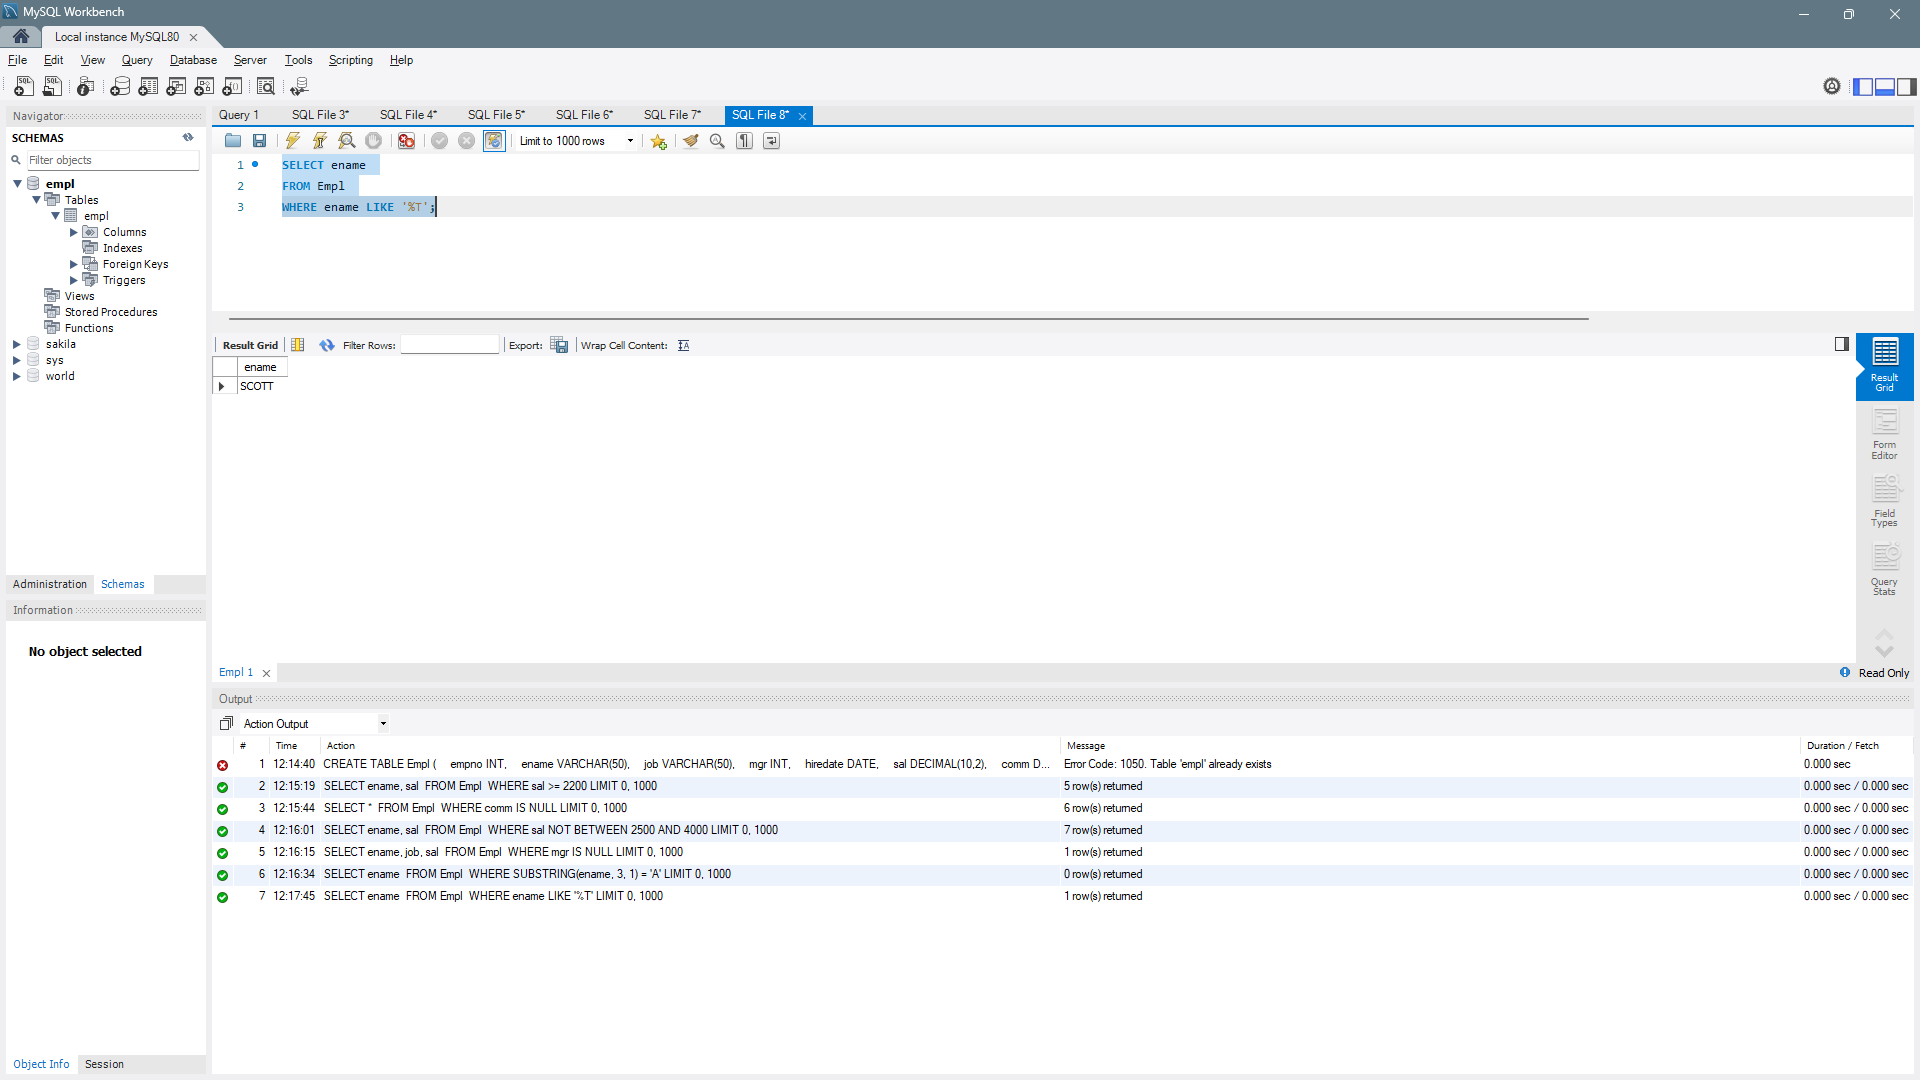 MySQL Workbench
Local instance MySQL80
File Edit View Query Database Server Tools Scripting Help
Navigator
SCHEMAS
Filter objects
empl
Tables
empl
Columns
Indexes
Foreign Keys
Triggers
Views
Stored Procedures
Functions
sakila
sys
world
Administration Schemas
Information
No object selected
Object Info Session
Query 1 SQL File 3* SQL File 4* SQL File 5* SQL File 6* SQL File 7* SQL File 8*
Limit to 1000 rows
1 SELECT ename
2 FROM Empl
3 WHERE ename LIKE '%T';
Result Grid Filter Rows: Export: Wrap Cell Content:
ename
SCOTT
Result
Grid
Form
Editor
Field
Types
Query
Stats
Empl 1
Read Only
Output
Action Output
# Time Action Message Duration / Fetch
1 12:14:40 CREATE TABLE Empl ( empno INT, ename VARCHAR(50), job VARCHAR(50), mgr INT, hiredate DATE, sal DECIMAL(10,2), comm D... Error Code: 1050. Table 'empl' already exists 0.000 sec
2 12:15:19 SELECT ename, sal FROM Empl WHERE sal >= 2200 LIMIT 0, 1000 5 row(s) returned 0.000 sec / 0.000 sec
3 12:15:44 SELECT * FROM Empl WHERE comm IS NULL LIMIT 0, 1000 6 row(s) returned 0.000 sec / 0.000 sec
4 12:16:01 SELECT ename, sal FROM Empl WHERE sal NOT BETWEEN 2500 AND 4000 LIMIT 0, 1000 7 row(s) returned 0.000 sec / 0.000 sec
5 12:16:15 SELECT ename, job, sal FROM Empl WHERE mgr IS NULL LIMIT 0, 1000 1 row(s) returned 0.000 sec / 0.000 sec
6 12:16:34 SELECT ename FROM Empl WHERE SUBSTRING(ename, 3, 1) = 'A' LIMIT 0, 1000 0 row(s) returned 0.000 sec / 0.000 sec
7 12:17:45 SELECT ename FROM Empl WHERE ename LIKE '%T' LIMIT 0, 1000 1 row(s) returned 0.000 sec / 0.000 sec